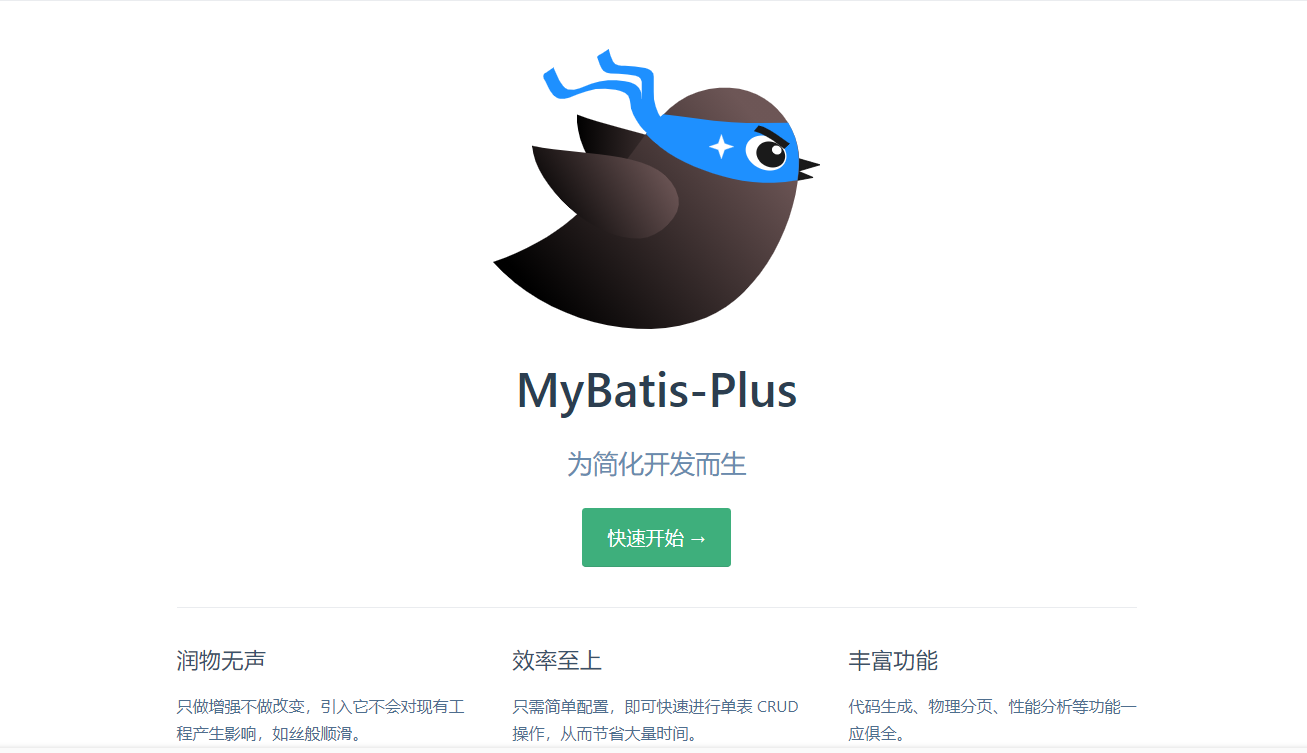 MyBatis-Plus
为简化开发而生
快速开始 →
润物无声
只做增强不做改变，引入它不会对现有工
程产生影响，如丝般顺滑。
效率至上
只需简单配置，即可快速进行单表 CRUD
操作，从而节省大量时间。
丰富功能
代码生成、物理分页、性能分析等功能一
应俱全。